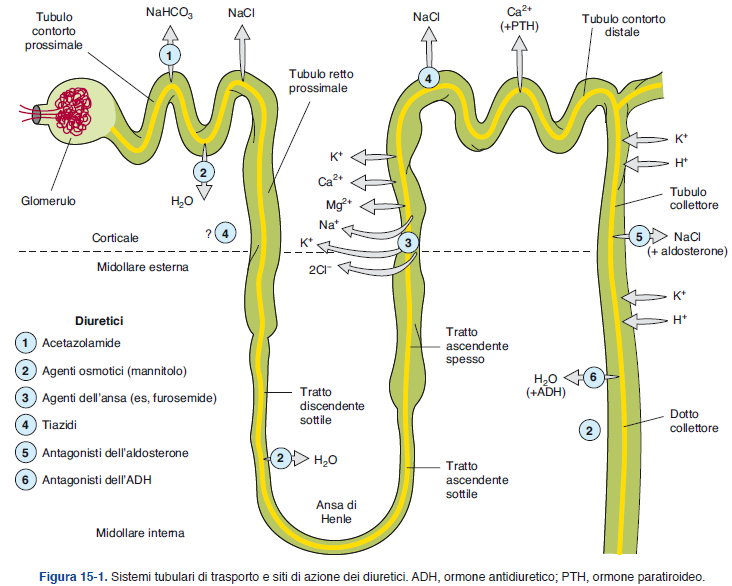 Tubulo
contorto
prossimale
NaHCO3
1
NaCl
Tubulo retto
prossimale
2
H2O
Glomerulo
? 4
Corticale
Midollare esterna
NaCl
4
Ca2+
(+PTH)
Tubulo contorto
distale
K+
Ca2+
Mg2+
Na+
K+
2Cl–
3
K+
H+
Tubulo
collettore
5
NaCl
(+ aldosterone)
K+
H+
Diuretici
1 Acetazolamide
2 Agenti osmotici (mannitolo)
3 Agenti dell'ansa (es, furosemide)
4 Tiazidi
5 Antagonisti dell'aldosterone
6 Antagonisti dell'ADH
Tratto
ascendente
spesso
Tratto
discendente
sottile
2 H2O
H2O
(+ADH)
6
2
Dotto
collettore
Tratto
ascendente
sottile
Ansa di
Henle
Midollare interna
Figura 15-1. Sistemi tubulari di trasporto e siti di azione dei diuretici. ADH, ormone antidiuretico; PTH, ormone paratiroideo.